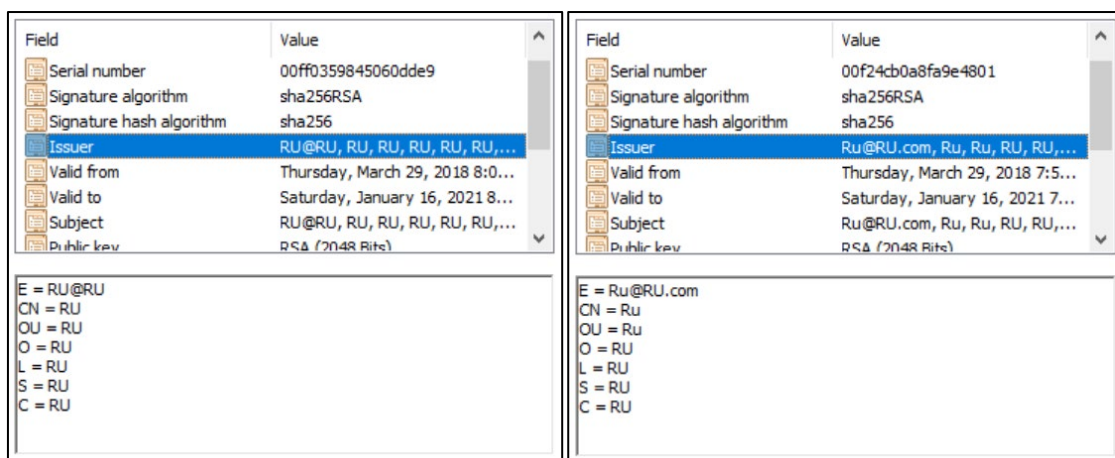 Field Value
Serial number 00ff0359845060dde9
Signature algorithm sha256RSA
Signature hash algorithm sha256
Issuer RU@RU, RU, RU, RU, RU, RU,...
Valid from Thursday, March 29, 2018 8:0...
Valid to Saturday, January 16, 2021 8...
Subject RU@RU, RU, RU, RU, RU, RU,...
Public key RSA (2048 Bits)
E = RU@RU
CN = RU
OU = RU
O = RU
L = RU
S = RU
C = RU
Field Value
Serial number 00f24cb0a8fa9e4801
Signature algorithm sha256RSA
Signature hash algorithm sha256
Issuer Ru@RU.com, Ru, Ru, RU, RU,...
Valid from Thursday, March 29, 2018 7:5...
Valid to Saturday, January 16, 2021 7...
Subject Ru@RU.com, Ru, Ru, RU, RU,...
Public key RSA (2048 Bits)
E = Ru@RU.com
CN = Ru
OU = Ru
O = RU
L = RU
S = RU
C = RU